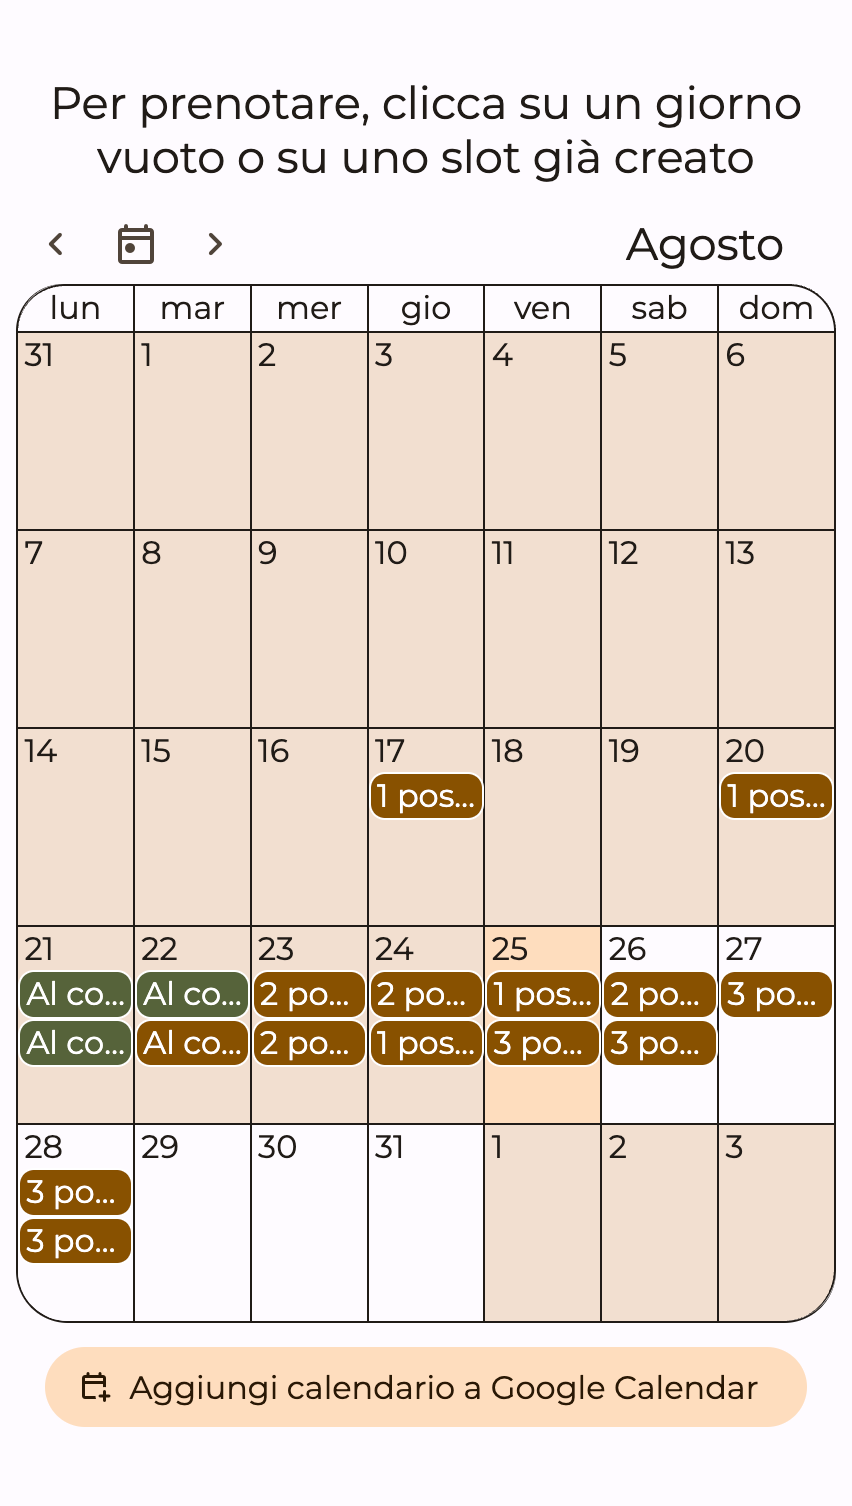 Per prenotare, clicca su un giorno
vuoto o su uno slot già creato
Agosto
lun mar mer gio ven sab dom
31 1 2 3 4 5 6
7 8 9 10 11 12 13
14 15 16 17 18 19 20
1 pos... 1 pos...
21 22 23 24 25 26 27
Al co... Al co... 2 po... 2 po... 1 pos... 2 po... 3 po...
Al co... Al co... 2 po... 1 pos... 3 po... 3 po...
28 29 30 31 1 2 3
3 po...
3 po...
Aggiungi calendario a Google Calendar